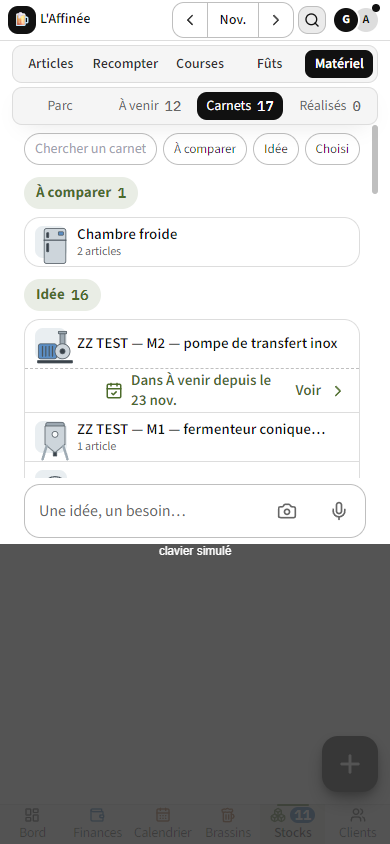 L'Affinée
Nov.
G
A
Articles
Recompter
Courses
Fûts
Matériel
Parc
À venir 12
Carnets 17
Réalisés 0
Chercher un carnet
À comparer
Idée
Choisi
À comparer 1
Chambre froide
2 articles
Idée 16
ZZ TEST — M2 — pompe de transfert inox
Dans À venir depuis le
23 nov.
Voir
ZZ TEST — M1 — fermenteur conique…
1 article
Une idée, un besoin…
clavier simulé
Bord
Finances
Calendrier
Brassins
11
Stocks
Clients